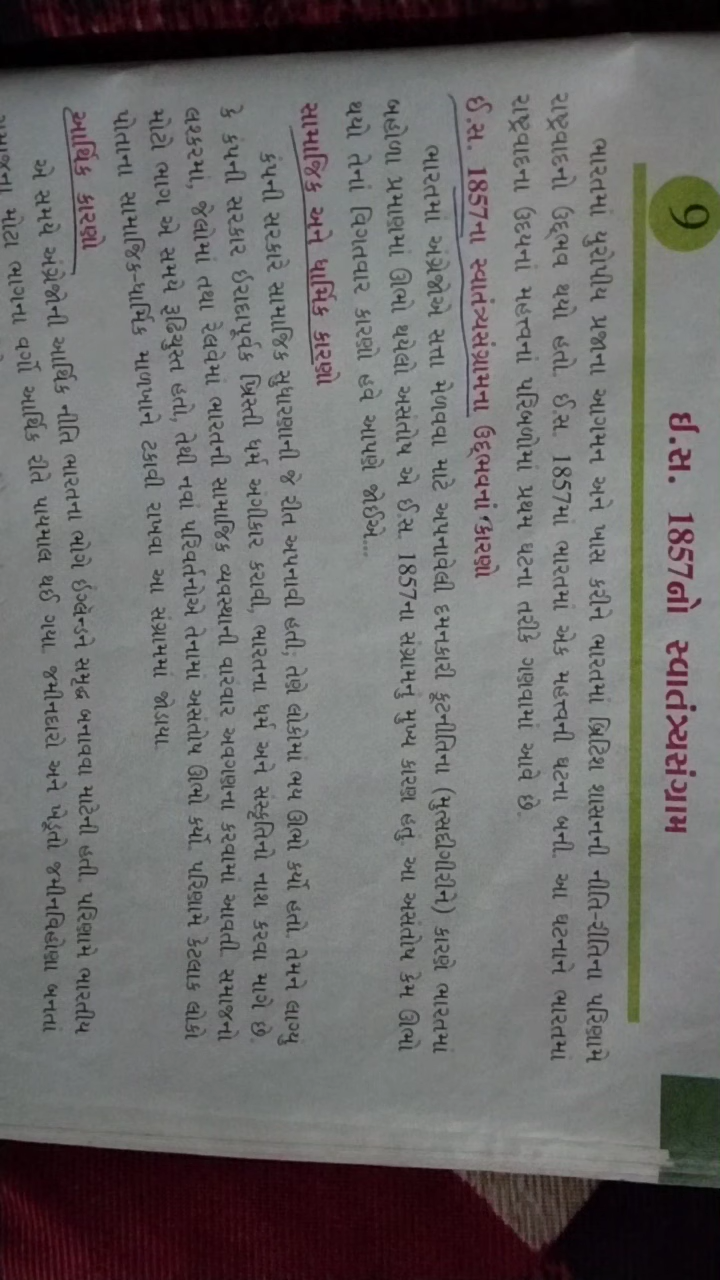 9
ઈ.સ. 1857નો સ્વાતંત્ર્યસંગ્રામ
ભારતમાં યુરોપીય પ્રજાના આગમન અને ખાસ કરીને ભારતમાં બ્રિટિશ શાસનની નીતિ-રીતિના પરિણામે
રાષ્ટ્રવાદનો ઉદ્ભવ થયો હતો. ઈ.સ. 1857માં ભારતમાં એક મહત્ત્વની ઘટના બની. આ ઘટનાને ભારતમાં
રાષ્ટ્રવાદના ઉદયનાં મહત્ત્વનાં પરિબળોમાં પ્રથમ ઘટના તરીકે ગણવામાં આવે છે.
ઈ.સ. 1857ના સ્વાતંત્ર્યસંગ્રામના ઉદ્ભવનાં કારણો
ભારતમાં અંગ્રેજોએ સત્તા મેળવવા માટે અપનાવેલી દમનકારી કૂટનીતિના (મુત્સદ્દીગીરીને) કારણે ભારતમાં
બહોળા પ્રમાણમાં ઊભો થયેલો અસંતોષ એ ઈ.સ. 1857ના સંગ્રામનું મુખ્ય કારણ હતું. આ અસંતોષ કેમ ઊભો
થયો તેનાં વિગતવાર કારણો હવે આપણે જોઈએ...
સામાજિક અને ધાર્મિક કારણો
કંપની સરકારે સામાજિક સુધારણાની જે રીત અપનાવી હતી, તેણે લોકોમાં ભય ઊભો કર્યો હતો. તેમને લાગ્યું
કે કંપની સરકાર ઈરાદાપૂર્વક ખ્રિસ્તી ધર્મ અંગીકાર કરાવી, ભારતના ધર્મ અને સંસ્કૃતિનો નાશ કરવા માગે છે.
લશ્કરમાં, જેલોમાં તથા રેલવેમાં ભારતની સામાજિક વ્યવસ્થાની વારંવાર અવગણના કરવામાં આવતી. સમાજનો
મોટો ભાગ એ સમયે રૂઢિચુસ્ત હતો, તેથી નવાં પરિવર્તનોએ તેનામાં અસંતોષ ઊભો કર્યો. પરિણામે કેટલાક લોકો
પોતાના સામાજિક-ધાર્મિક માળખાને ટકાવી રાખવા આ સંગ્રામમાં જોડાયા.
આર્થિક કારણો
એ સમયે અંગ્રેજોની આર્થિક નીતિ ભારતના ભોગે ઇંગ્લૅન્ડને સમૃદ્ધ બનાવવા માટેની હતી. પરિણામે ભારતીય
સમાજના મોટા ભાગના વર્ગો આર્થિક રીતે પાયમાલ થઈ ગયા. જમીનદારો અને ખેડૂતો જમીનવિહોણા બનતાં